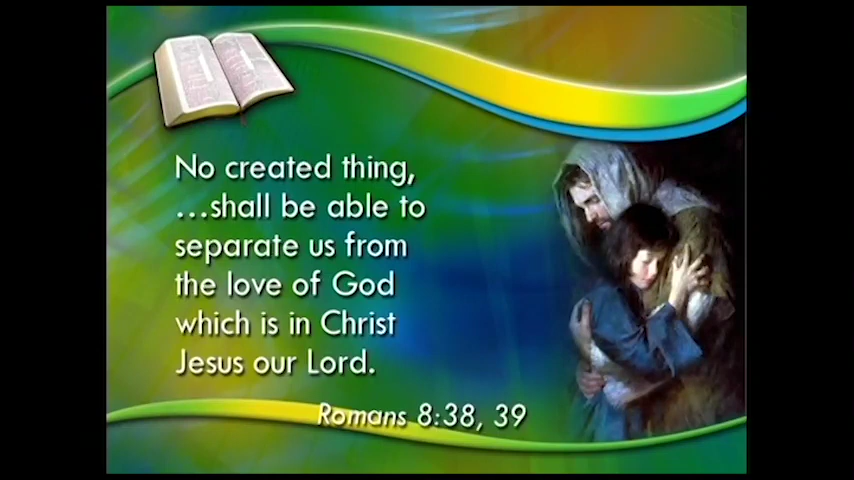 No created thing,
...shall be able to
separate us from
the love of God
which is in Christ
Jesus our Lord.
Romans 8:38, 39